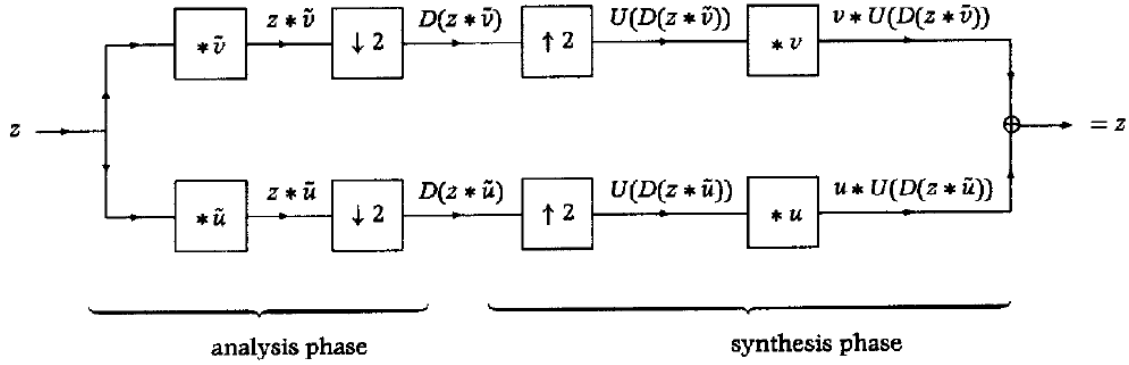 z * ṽ D(z * ṽ) U(D(z * ṽ)) v * U(D(z * ṽ))
* ṽ ↓ 2 ↑ 2 * v
z = z
z * ũ D(z * ũ) U(D(z * ũ)) u * U(D(z * ũ))
* ũ ↓ 2 ↑ 2 * u
analysis phase synthesis phase